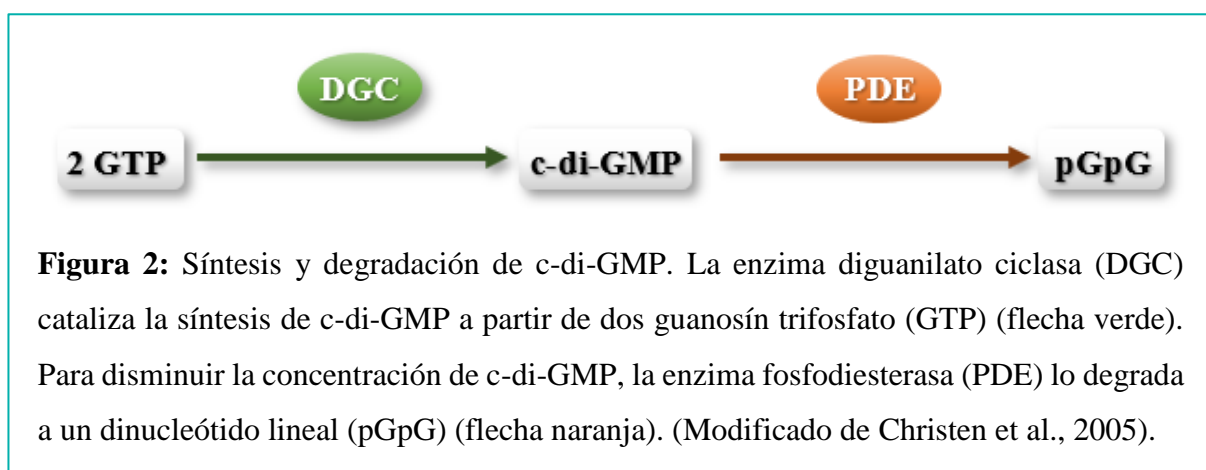 DGC PDE
2 GTP c-di-GMP pGpG
Figura 2: Síntesis y degradación de c-di-GMP. La enzima diguanilato ciclasa (DGC)
cataliza la síntesis de c-di-GMP a partir de dos guanosín trifosfato (GTP) (flecha verde).
Para disminuir la concentración de c-di-GMP, la enzima fosfodiesterasa (PDE) lo degrada
a un dinucleótido lineal (pGpG) (flecha naranja). (Modificado de Christen et al., 2005).